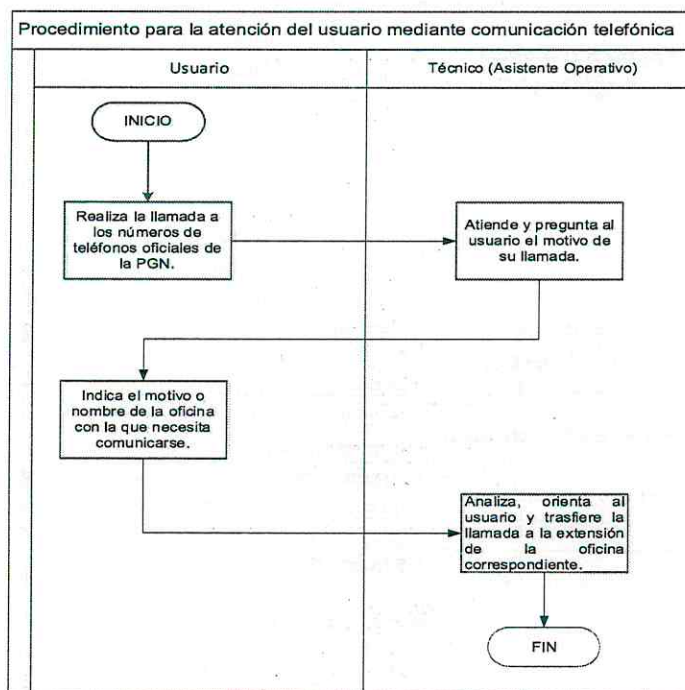 Procedimiento para la atención del usuario mediante comunicación telefónica
Usuario
Técnico (Asistente Operativo)
INICIO
Realiza la llamada a
los números de
teléfonos oficiales de
la PGN.
Atiende y pregunta al
usuario el motivo de
su llamada.
Indica el motivo o
nombre de la oficina
con la que necesita
comunicarse.
Analiza, orienta al
usuario y trasfiere la
llamada a la extensión
de la oficina
correspondiente.
FIN